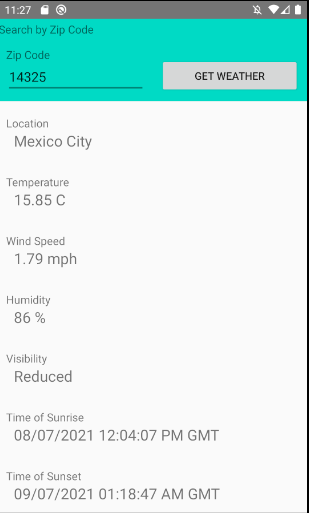 11:27
Search by Zip Code
Zip Code
14325
GET WEATHER
Location
Mexico City
Temperature
15.85 C
Wind Speed
1.79 mph
Humidity
86 %
Visibility
Reduced
Time of Sunrise
08/07/2021 12:04:07 PM GMT
Time of Sunset
09/07/2021 01:18:47 AM GMT